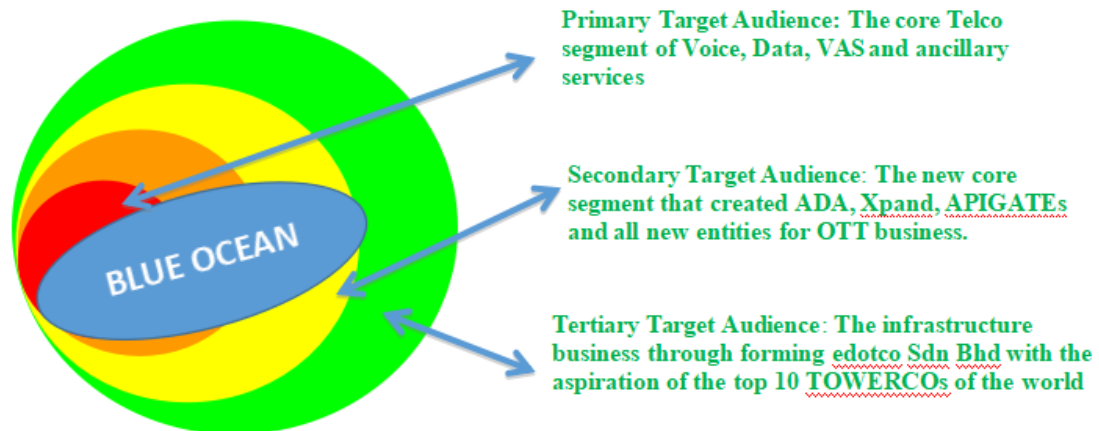 Primary Target Audience: The core Telco
segment of Voice, Data, VAS and ancillary
services
BLUE OCEAN
Secondary Target Audience: The new core
segment that created ADA, Xpand, APIGATEs
and all new entities for OTT business.
Tertiary Target Audience: The infrastructure
business through forming edotco Sdn Bhd with the
aspiration of the top 10 TOWERCOs of the world